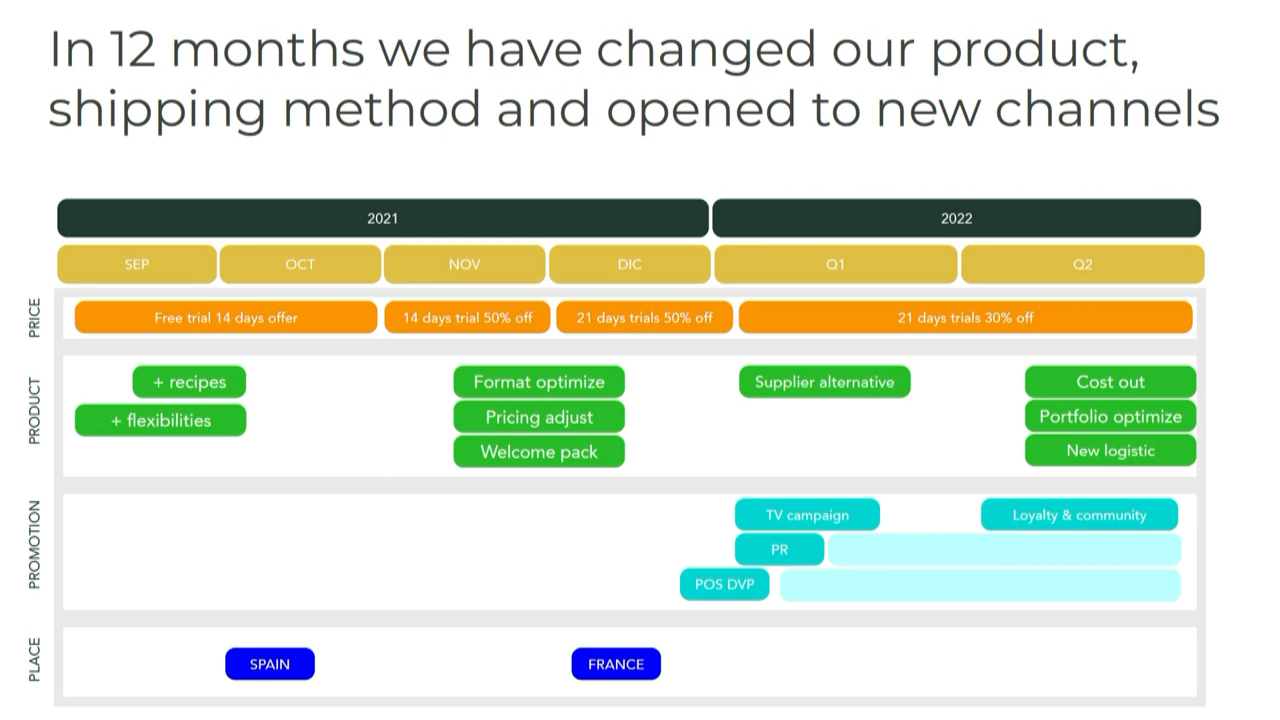 In 12 months we have changed our product,
shipping method and opened to new channels
2021
2022
SEP
OCT
NOV
DIC
Q1
Q2
PRICE
Free trial 14 days offer
14 days trial 50% off
21 days trials 50% off
21 days trials 30% off
PRODUCT
+ recipes
+ flexibilities
Format optimize
Pricing adjust
Welcome pack
Supplier alternative
Cost out
Portfolio optimize
New logistic
PROMOTION
TV campaign
Loyalty & community
PR
POS DVP
PLACE
SPAIN
FRANCE